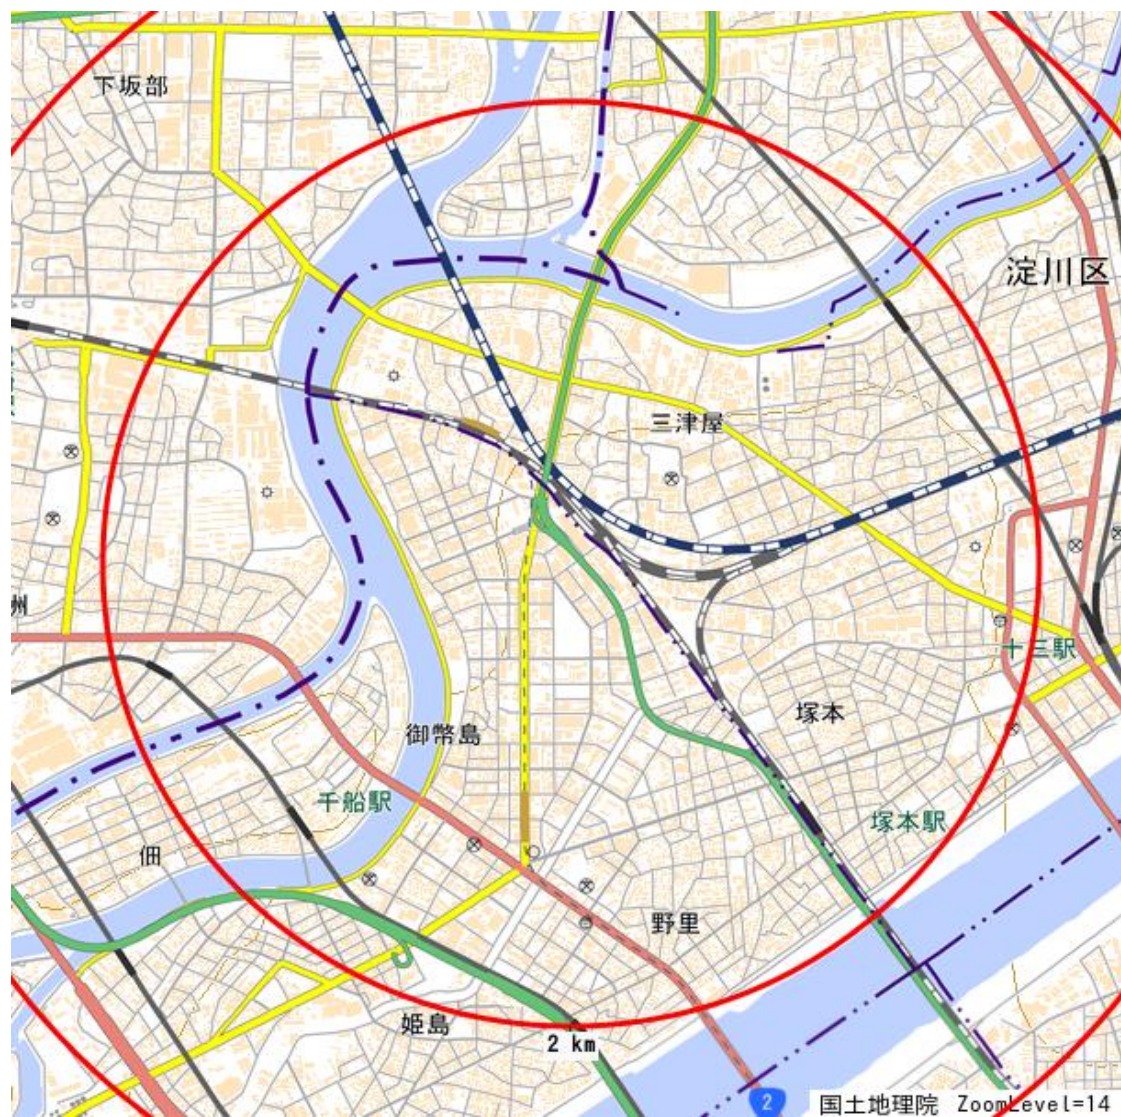 下坂部
淀川区
三津屋
州
十三駅
塚本
御幣島
千船駅
塚本駅
佃
野里
姫島
2 km
2
国土地理院 ZoomLevel=14